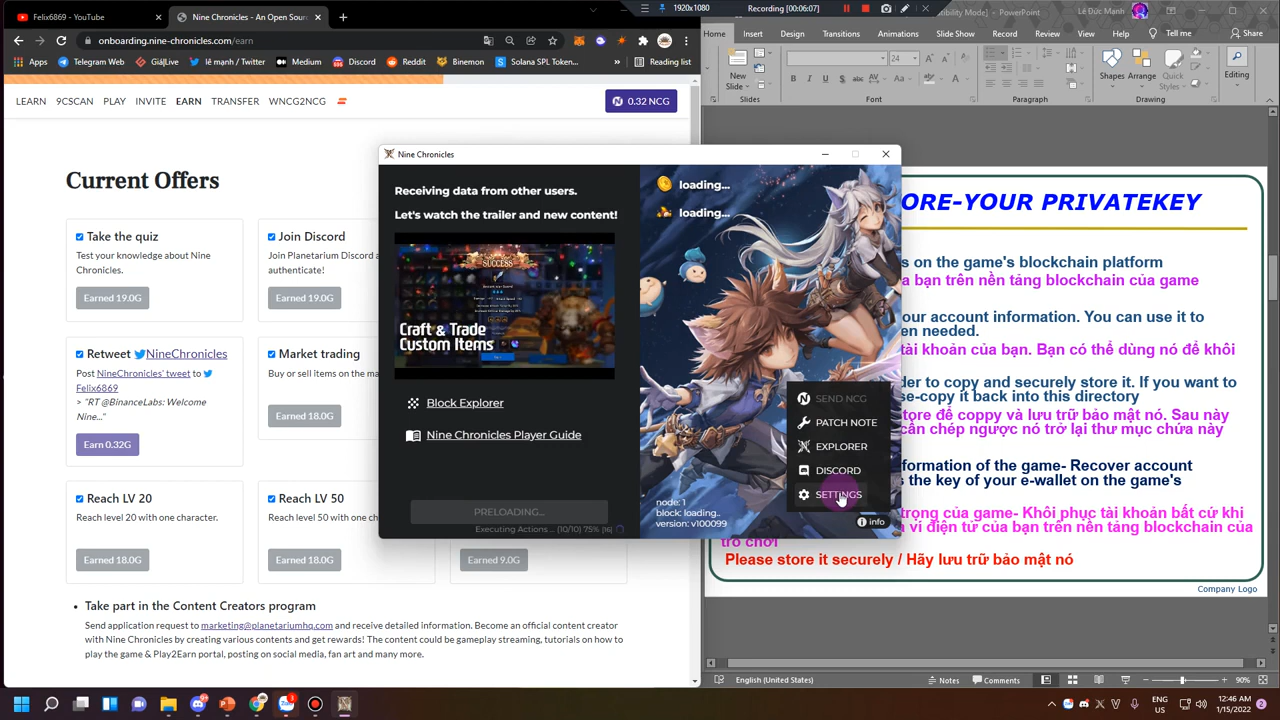 Felix6869 - YouTube
Nine Chronicles - An Open Sour
1920x1080
Recording [00:06:07]
PowerPoint
Lê Đức Mạnh
onboarding.nine-chronicles.com/earn
Home Insert Design Transitions Animations Slide Show Review View Help Tell me Share
Apps Telegram Web Giá|Live lê mạnh / Twitter Medium Discord Reddit Binemon Solana SPL Token... » Reading list
24
New
Slide
Shapes Arrange Quick
Styles
Editing
Slides Font Paragraph Drawing
LEARN 9CSCAN PLAY INVITE EARN TRANSFER WNCG2NCG
0.32 NCG
Current Offers
Take the quiz
Test your knowledge about Nine
Chronicles.
Earned 19.0G
Join Discord
Join Planetarium Discord a
authenticate!
Earned 19.0G
Retweet NineChronicles
Post NineChronicles' tweet to
Felix6869
> "RT @BinanceLabs: Welcome
Nine..."
Earn 0.32G
Market trading
Buy or sell items on the ma
Earned 18.0G
Reach LV 20
Reach level 20 with one character.
Earned 18.0G
Reach LV 50
Reach level 50 with one charac
Earned 18.0G
Earned 9.0G
Take part in the Content Creators program
Send application request to marketing@planetariumhq.com and receive detailed information. Become an official content creator
with Nine Chronicles by creating various contents and get rewards! The content could be gameplay streaming, tutorials on how to
play the game & Play2Earn portal, posting on social media, fan art and many more.
Nine Chronicles
Receiving data from other users.
Let's watch the trailer and new content!
SUCCESS
Craft & Trade
Custom Items
Block Explorer
Nine Chronicles Player Guide
PRELOADING...
Executing Actions ... (10/10) 75% [16]
loading...
loading...
SEND NCG
PATCH NOTE
EXPLORER
DISCORD
SETTINGS
node: 1
block: loading..
version: v100099
info
ORE-YOUR PRIVATEKEY
s on the game's blockchain platform
a bạn trên nền tảng blockchain của game
our account information. You can use it to
en needed.
tài khoản của bạn. Bạn có thể dùng nó để khôi
der to copy and securely store it. If you want to
se-copy it back into this directory
tore để coppy và lưu trữ bảo mật nó. Sau này
cần chép ngược nó trở lại thư mục chứa này
formation of the game- Recover account
s the key of your e-wallet on the game's
trọng của game- Khôi phục tài khoản bất cứ khi
ví điện tử của bạn trên nền tảng blockchain của
trò chơi
Please store it securely / Hãy lưu trữ bảo mật nó
Company Logo
English (United States)
Notes Comments 90%
ENG
US
12:46 AM
1/15/2022